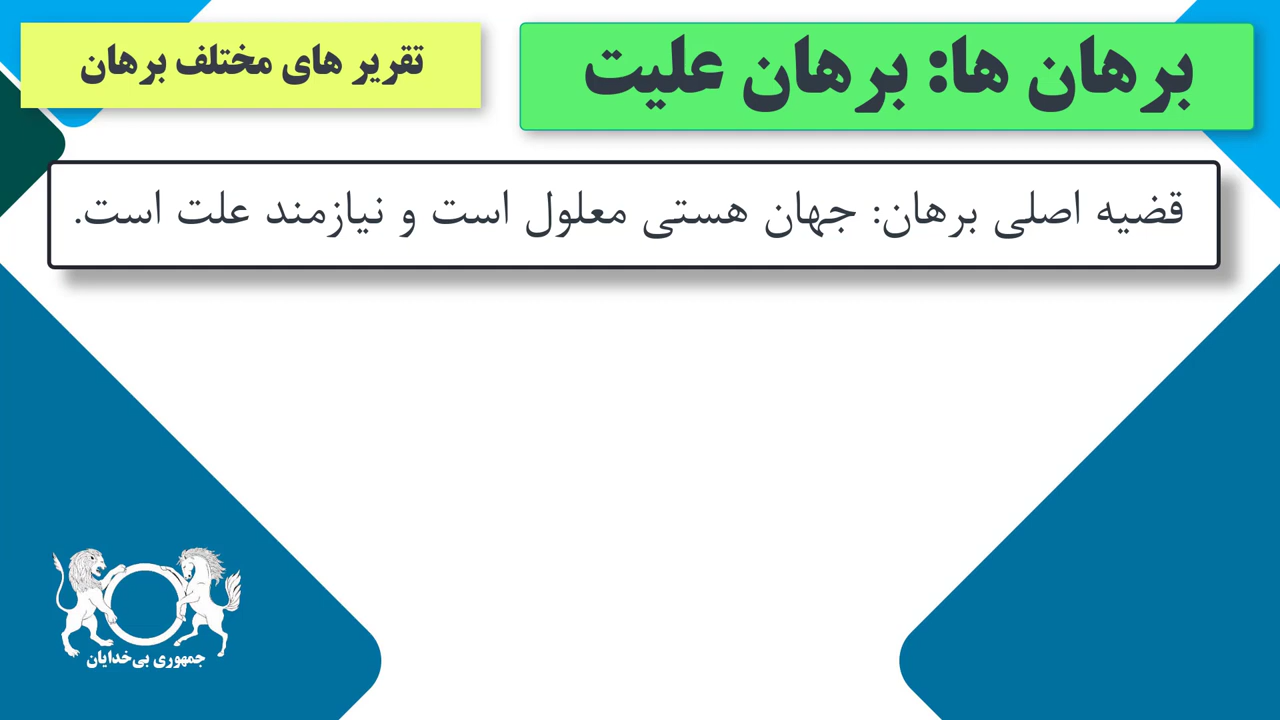 برهان ها: برهان علیت
تقریر های مختلف برهان
قضیه اصلی برهان: جهان هستی معلول است و نیازمند علت است.
جمهوری بی‌خدایان